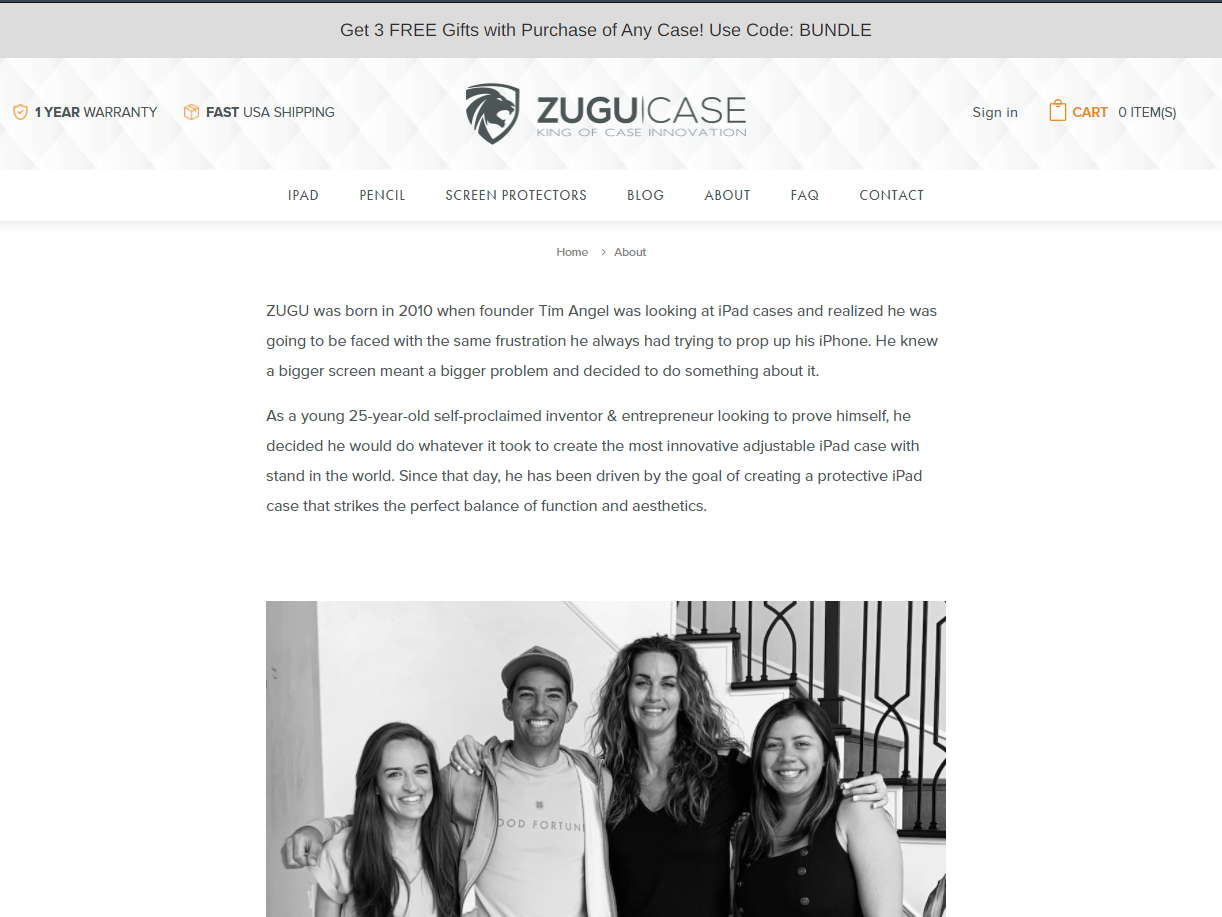 Get 3 FREE Gifts with Purchase of Any Case! Use Code: BUNDLE
1 YEAR WARRANTY
FAST USA SHIPPING
ZUGU|CASE
KING OF CASE INNOVATION
Sign in
CART 0 ITEM(S)
IPAD PENCIL SCREEN PROTECTORS BLOG ABOUT FAQ CONTACT
Home > About
ZUGU was born in 2010 when founder Tim Angel was looking at iPad cases and realized he was
going to be faced with the same frustration he always had trying to prop up his iPhone. He knew
a bigger screen meant a bigger problem and decided to do something about it.
As a young 25-year-old self-proclaimed inventor & entrepreneur looking to prove himself, he
decided he would do whatever it took to create the most innovative adjustable iPad case with
stand in the world. Since that day, he has been driven by the goal of creating a protective iPad
case that strikes the perfect balance of function and aesthetics.
OOD FORTUN